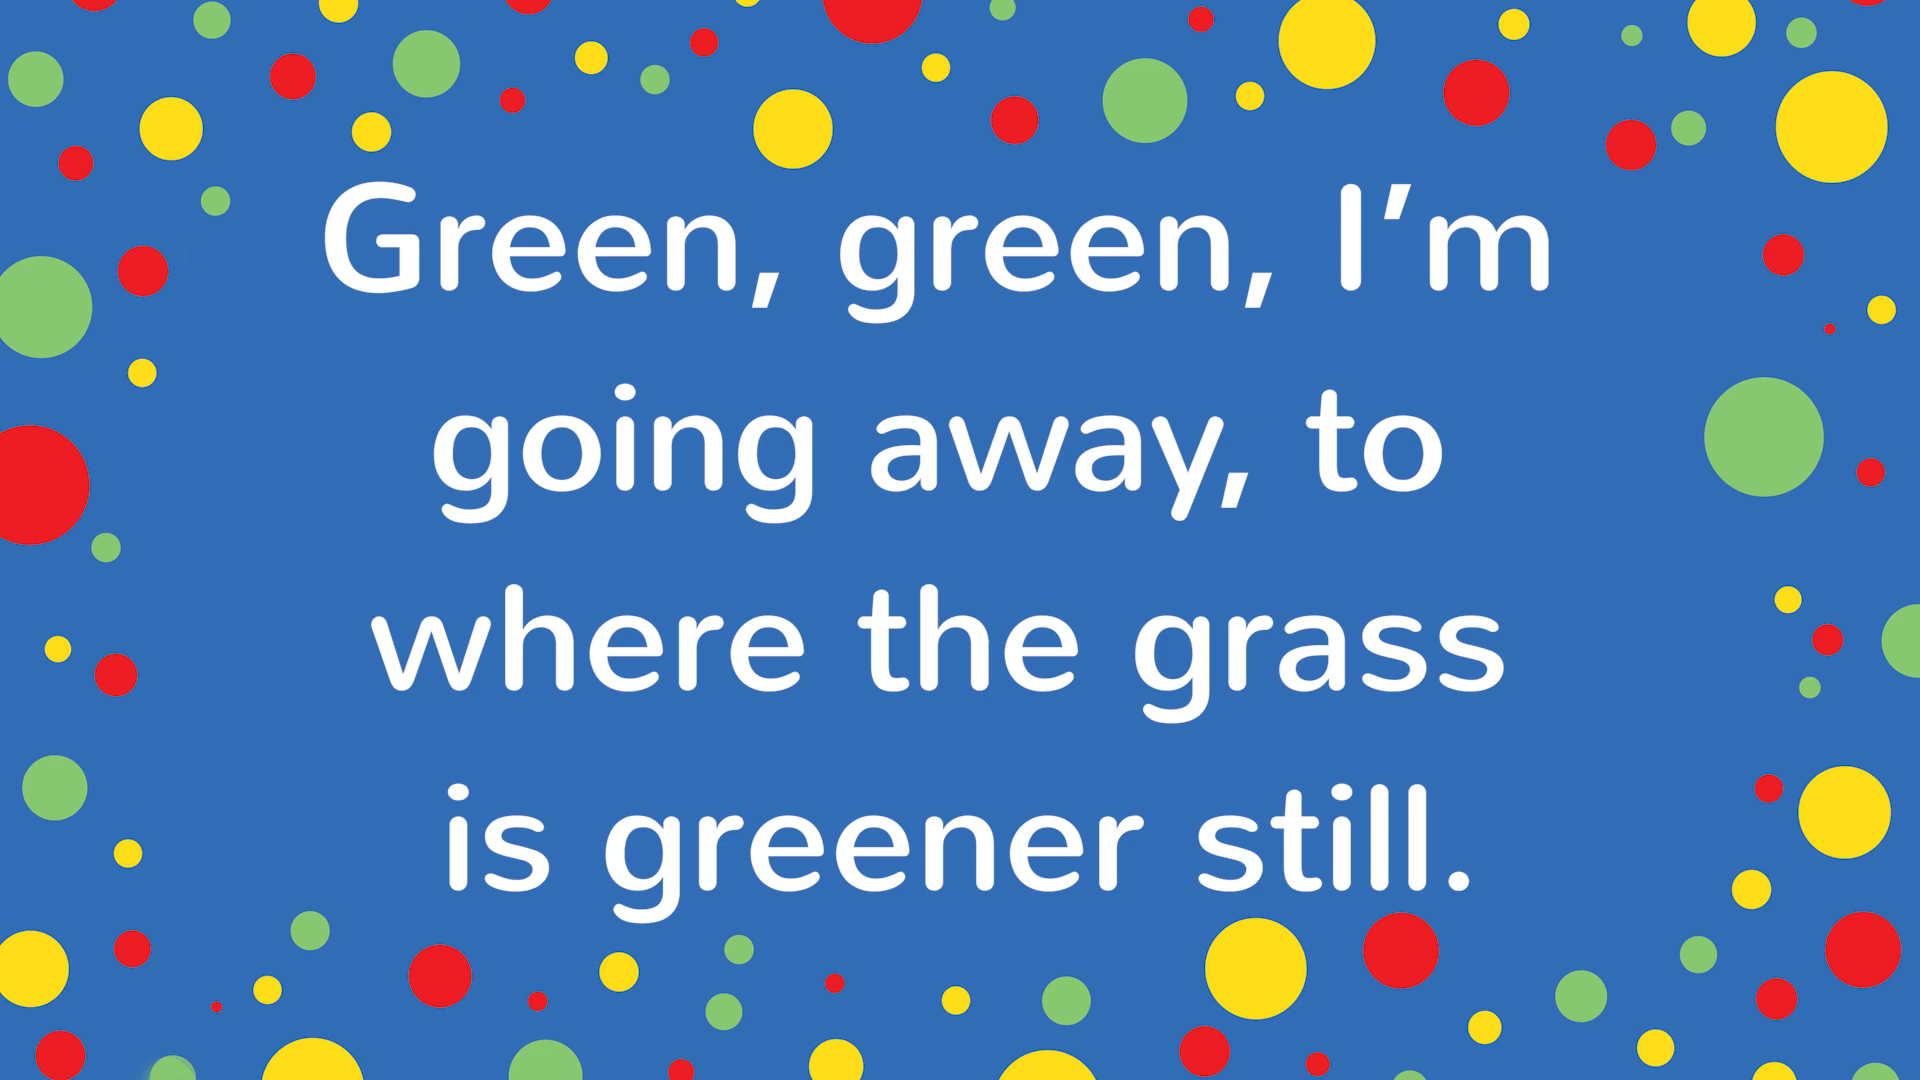 Green, green, I’m
going away, to
where the grass
is greener still.